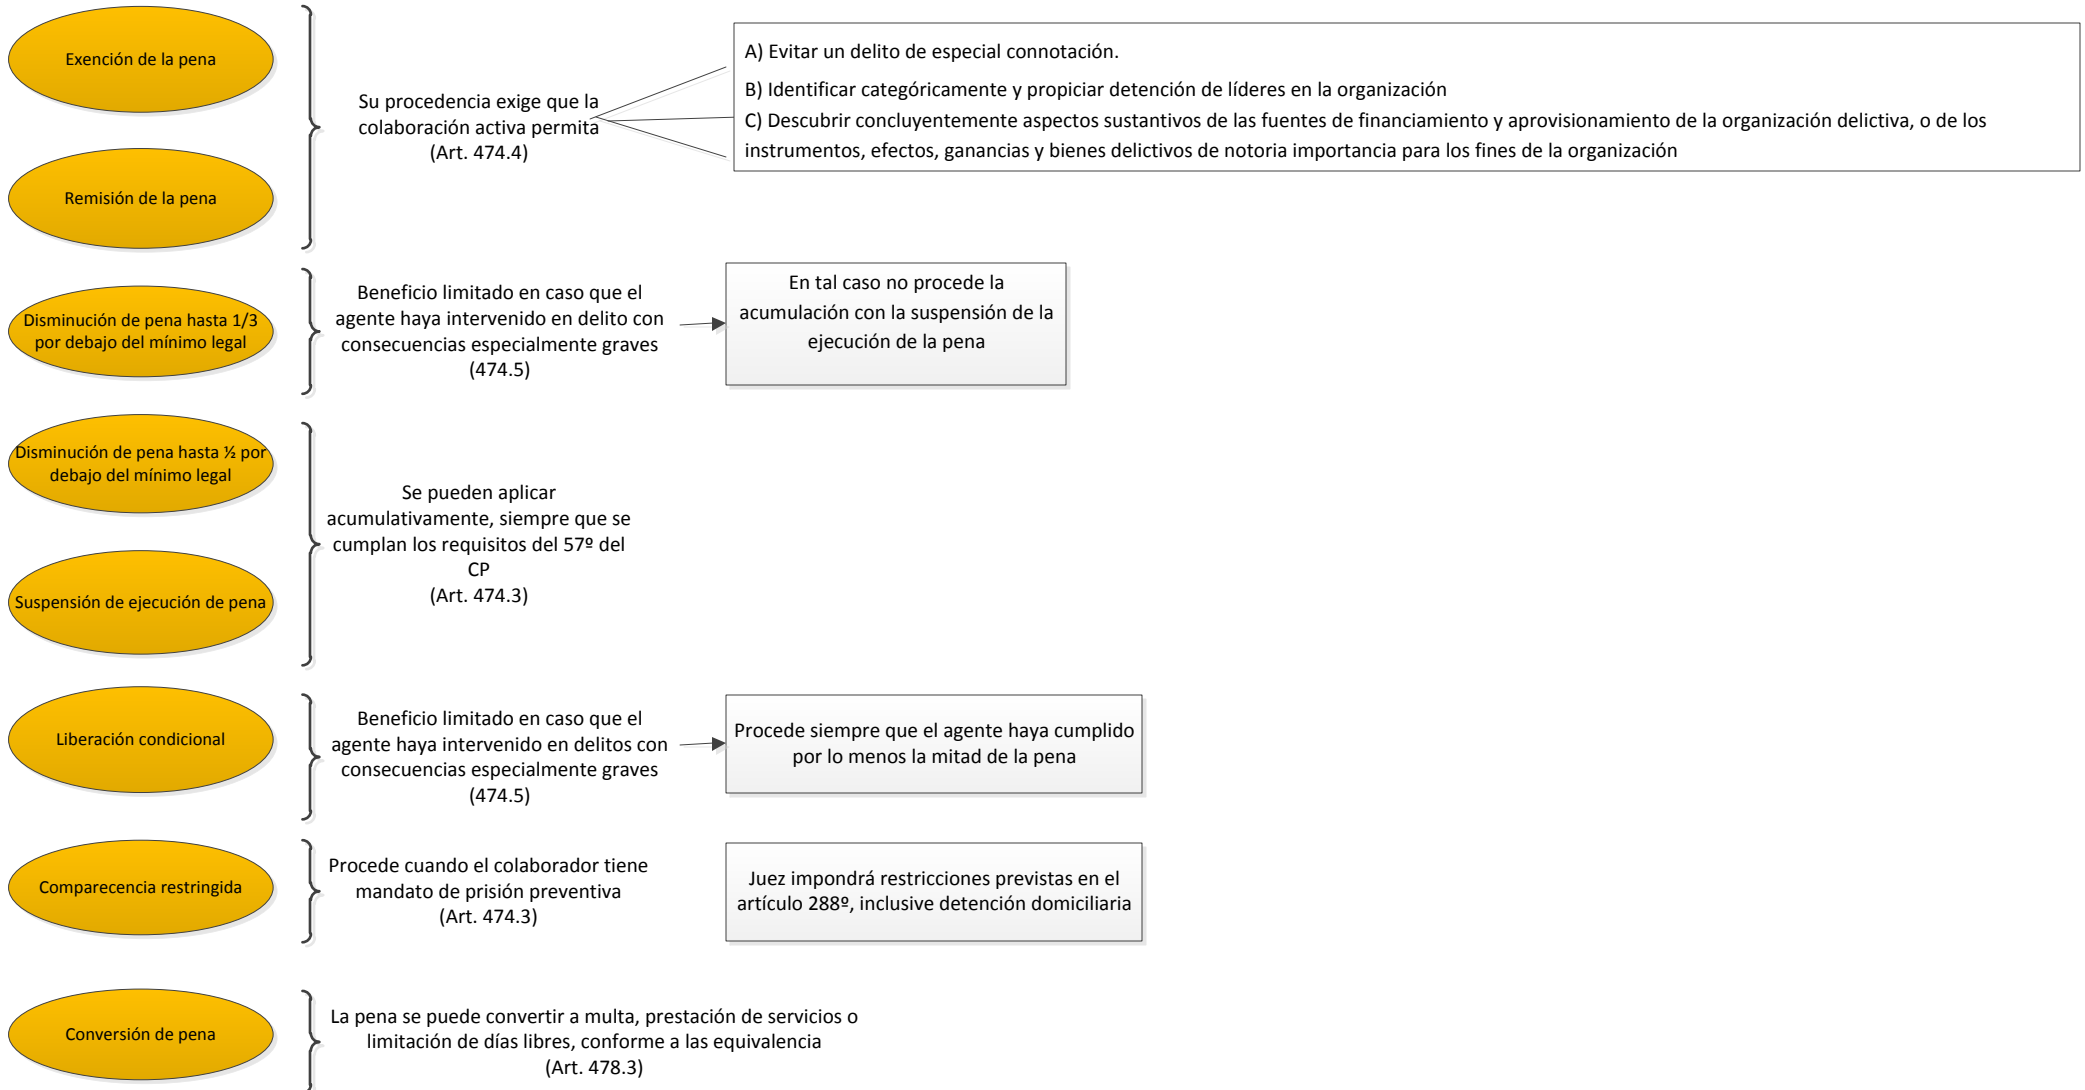 Exención de la pena
Remisión de la pena
Su procedencia exige que la
colaboración activa permita
(Art. 474.4)
A) Evitar un delito de especial connotación.
B) Identificar categóricamente y propiciar detención de líderes en la organización
C) Descubrir concluyentemente aspectos sustantivos de las fuentes de financiamiento y aprovisionamiento de la organización delictiva, o de los
instrumentos, efectos, ganancias y bienes delictivos de notoria importancia para los fines de la organización
Disminución de pena hasta 1/3
por debajo del mínimo legal
Beneficio limitado en caso que el
agente haya intervenido en delito con
consecuencias especialmente graves
(474.5)
En tal caso no procede la
acumulación con la suspensión de la
ejecución de la pena
Disminución de pena hasta ½ por
debajo del mínimo legal
Suspensión de ejecución de pena
Se pueden aplicar
acumulativamente, siempre que se
cumplan los requisitos del 57º del
CP
(Art. 474.3)
Liberación condicional
Beneficio limitado en caso que el
agente haya intervenido en delitos con
consecuencias especialmente graves
(474.5)
Procede siempre que el agente haya cumplido
por lo menos la mitad de la pena
Comparecencia restringida
Procede cuando el colaborador tiene
mandato de prisión preventiva
(Art. 474.3)
Juez impondrá restricciones previstas en el
artículo 288º, inclusive detención domiciliaria
Conversión de pena
La pena se puede convertir a multa, prestación de servicios o
limitación de días libres, conforme a las equivalencia
(Art. 478.3)